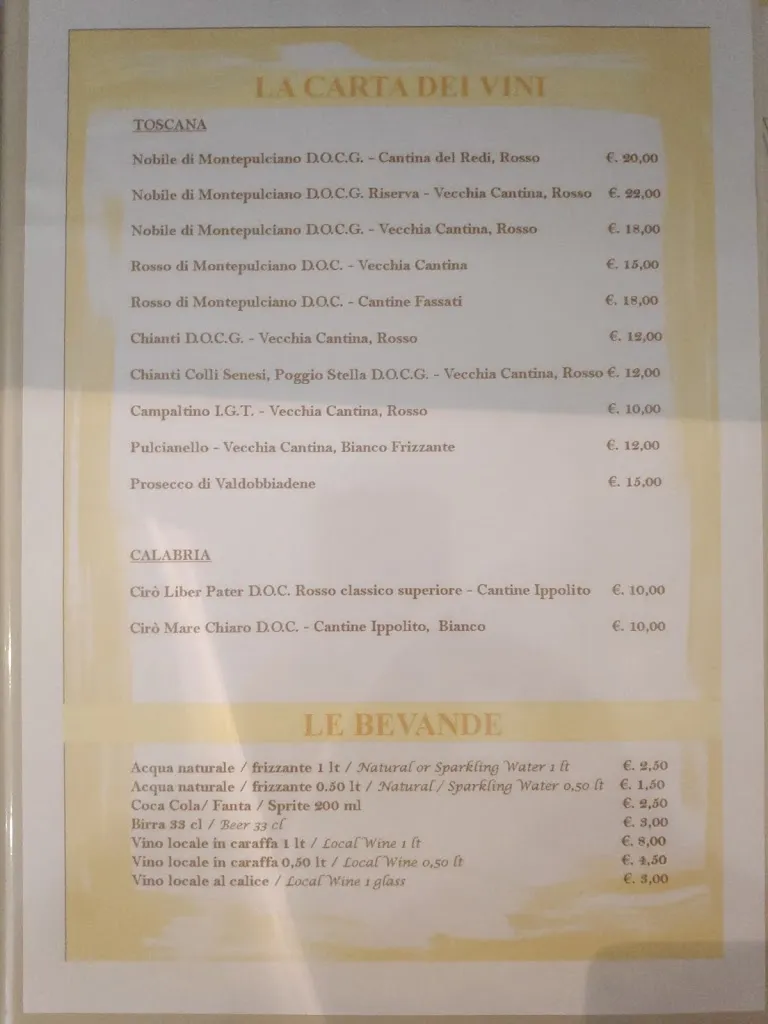 LA CARTA DEI VINI
TOSCANA
Nobile di Montepulciano D.O.C.G. - Cantina del Redi, Rosso €. 20,00
Nobile di Montepulciano D.O.C.G. Riserva - Vecchia Cantina, Rosso €. 22,00
Nobile di Montepulciano D.O.C.G. - Vecchia Cantina, Rosso €. 18,00
Rosso di Montepulciano D.O.C. - Vecchia Cantina €. 15,00
Rosso di Montepulciano D.O.C. - Cantine Fassati €. 18,00
Chianti D.O.C.G. - Vecchia Cantina, Rosso €. 12,00
Chianti Colli Senesi, Poggio Stella D.O.C.G. - Vecchia Cantina, Rosso €. 12,00
Campaltino I.G.T. - Vecchia Cantina, Rosso €. 10,00
Pulcianello - Vecchia Cantina, Bianco Frizzante €. 12,00
Prosecco di Valdobbiadene €. 15,00
CALABRIA
Cirò Liber Pater D.O.C. Rosso classico superiore - Cantine Ippolito €. 10,00
Cirò Mare Chiaro D.O.C. - Cantine Ippolito, Bianco €. 10,00
LE BEVANDE
Acqua naturale / frizzante 1 lt / Natural or Sparkling Water 1 lt €. 2,50
Acqua naturale / frizzante 0.50 lt / Natural / Sparkling Water 0,50 lt €. 1,50
Coca Cola/ Fanta / Sprite 200 ml €. 2,50
Birra 33 cl / Beer 33 cl €. 3,00
Vino locale in caraffa 1 lt / Local Wine 1 lt €. 8,00
Vino locale in caraffa 0,50 lt / Local Wine 0,50 lt €. 4,50
Vino locale al calice / Local Wine 1 glass €. 3,00